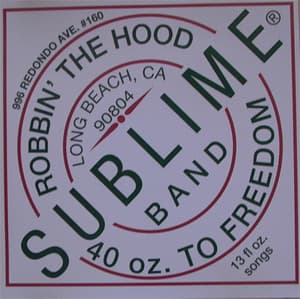 996 REDONDO AVE. #160
ROBBIN' THE HOOD
LONG BEACH, CA
90804
SUBLIME®
BAND
40 oz. TO FREEDOM
13 fl oz.
songs